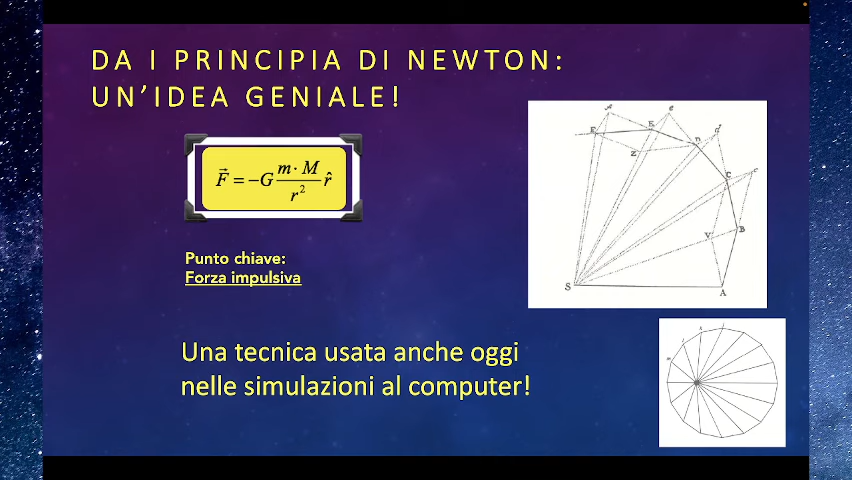 DA I PRINCIPIA DI NEWTON:
UN'IDEA GENIALE!
F⃗ = −G m · M / r² r̂
Punto chiave:
Forza impulsiva
Una tecnica usata anche oggi
nelle simulazioni al computer!
e
F
E
D
d
Z
C
c
V
B
S
A